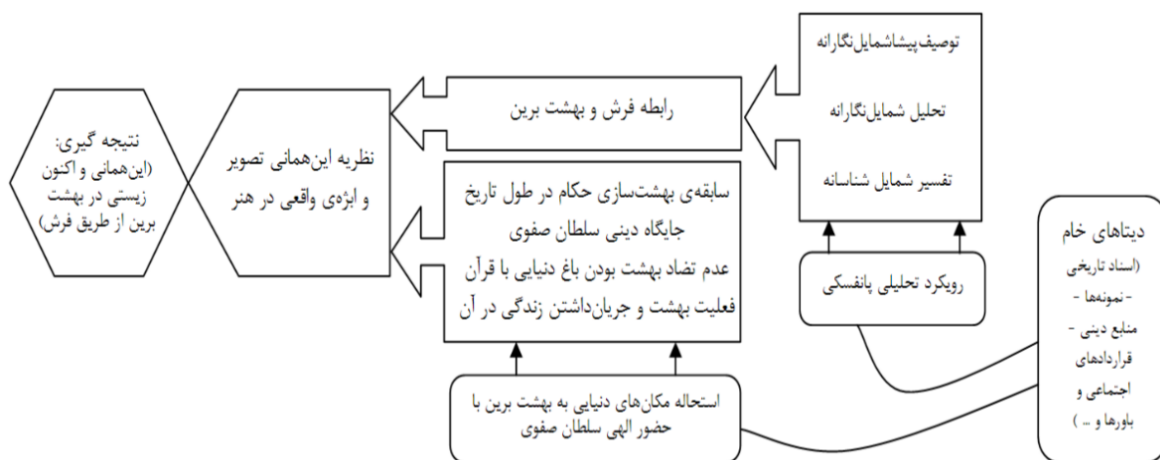 توصیف‌پیشاشمایل‌نگارانه
تحلیل شمایل‌نگارانه
تفسیر شمایل شناسانه
رابطه فرش و بهشت برین
نظریه این‌همانی تصویر
و ابژه‌ی واقعی در هنر
نتیجه گیری:
(این‌همانی و اکنون
زیستی در بهشت
برین از طریق فرش)
سابقه‌ی بهشت‌سازی حکام در طول تاریخ
جایگاه دینی سلطان صفوی
عدم تضاد بهشت بودن باغ دنیایی با قرآن
فعلیت بهشت و جریان‌داشتن زندگی در آن
دیتاهای خام
(اسناد تاریخی
-نمونه‌ها -
منابع دینی -
قراردادهای
اجتماعی و
باورها و ... )
رویکرد تحلیلی پانفسکی
استحاله مکان‌های دنیایی به بهشت برین با
حضور الهی سلطان صفوی